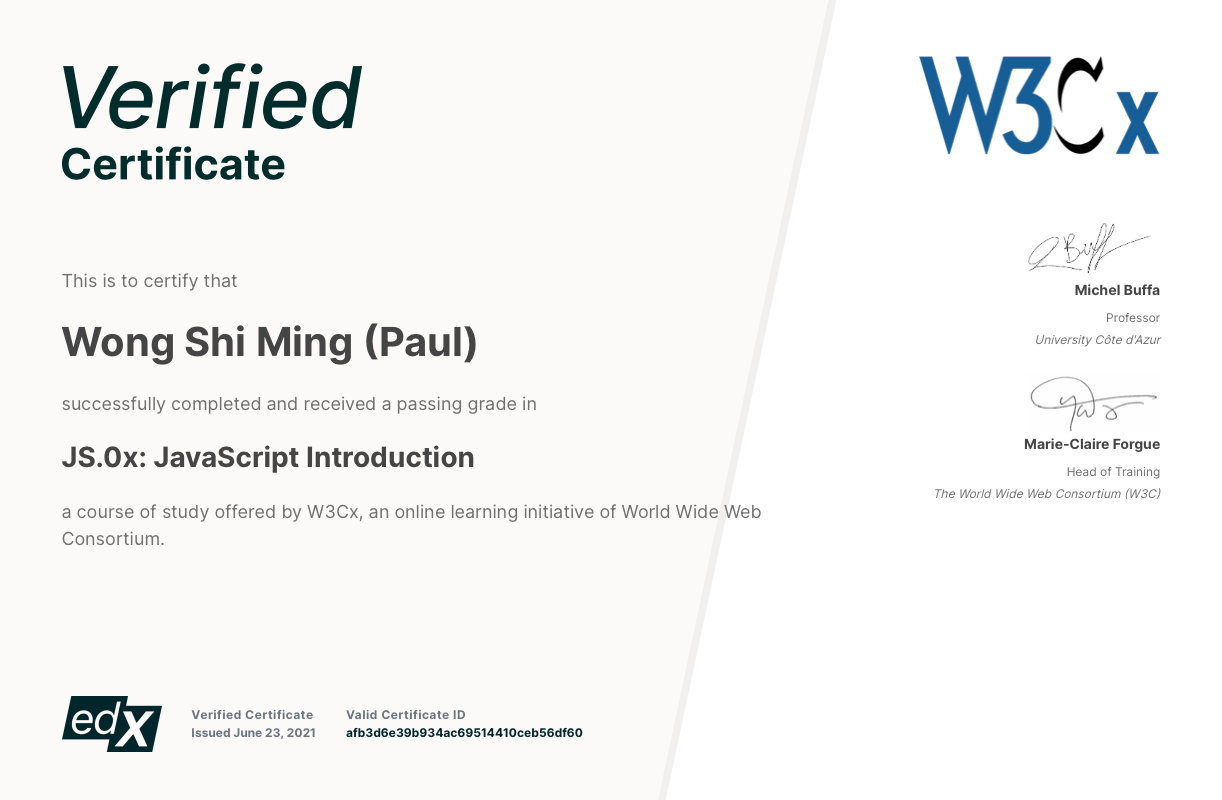 Verified
Certificate
This is to certify that
Wong Shi Ming (Paul)
successfully completed and received a passing grade in
JS.0x: JavaScript Introduction
a course of study offered by W3Cx, an online learning initiative of World Wide Web
Consortium.
edX
Verified Certificate
Issued June 23, 2021
Valid Certificate ID
afb3d6e39b934ac69514410ceb56df60
W3Cx
Michel Buffa
Professor
University Côte d'Azur
Marie-Claire Forgue
Head of Training
The World Wide Web Consortium (W3C)